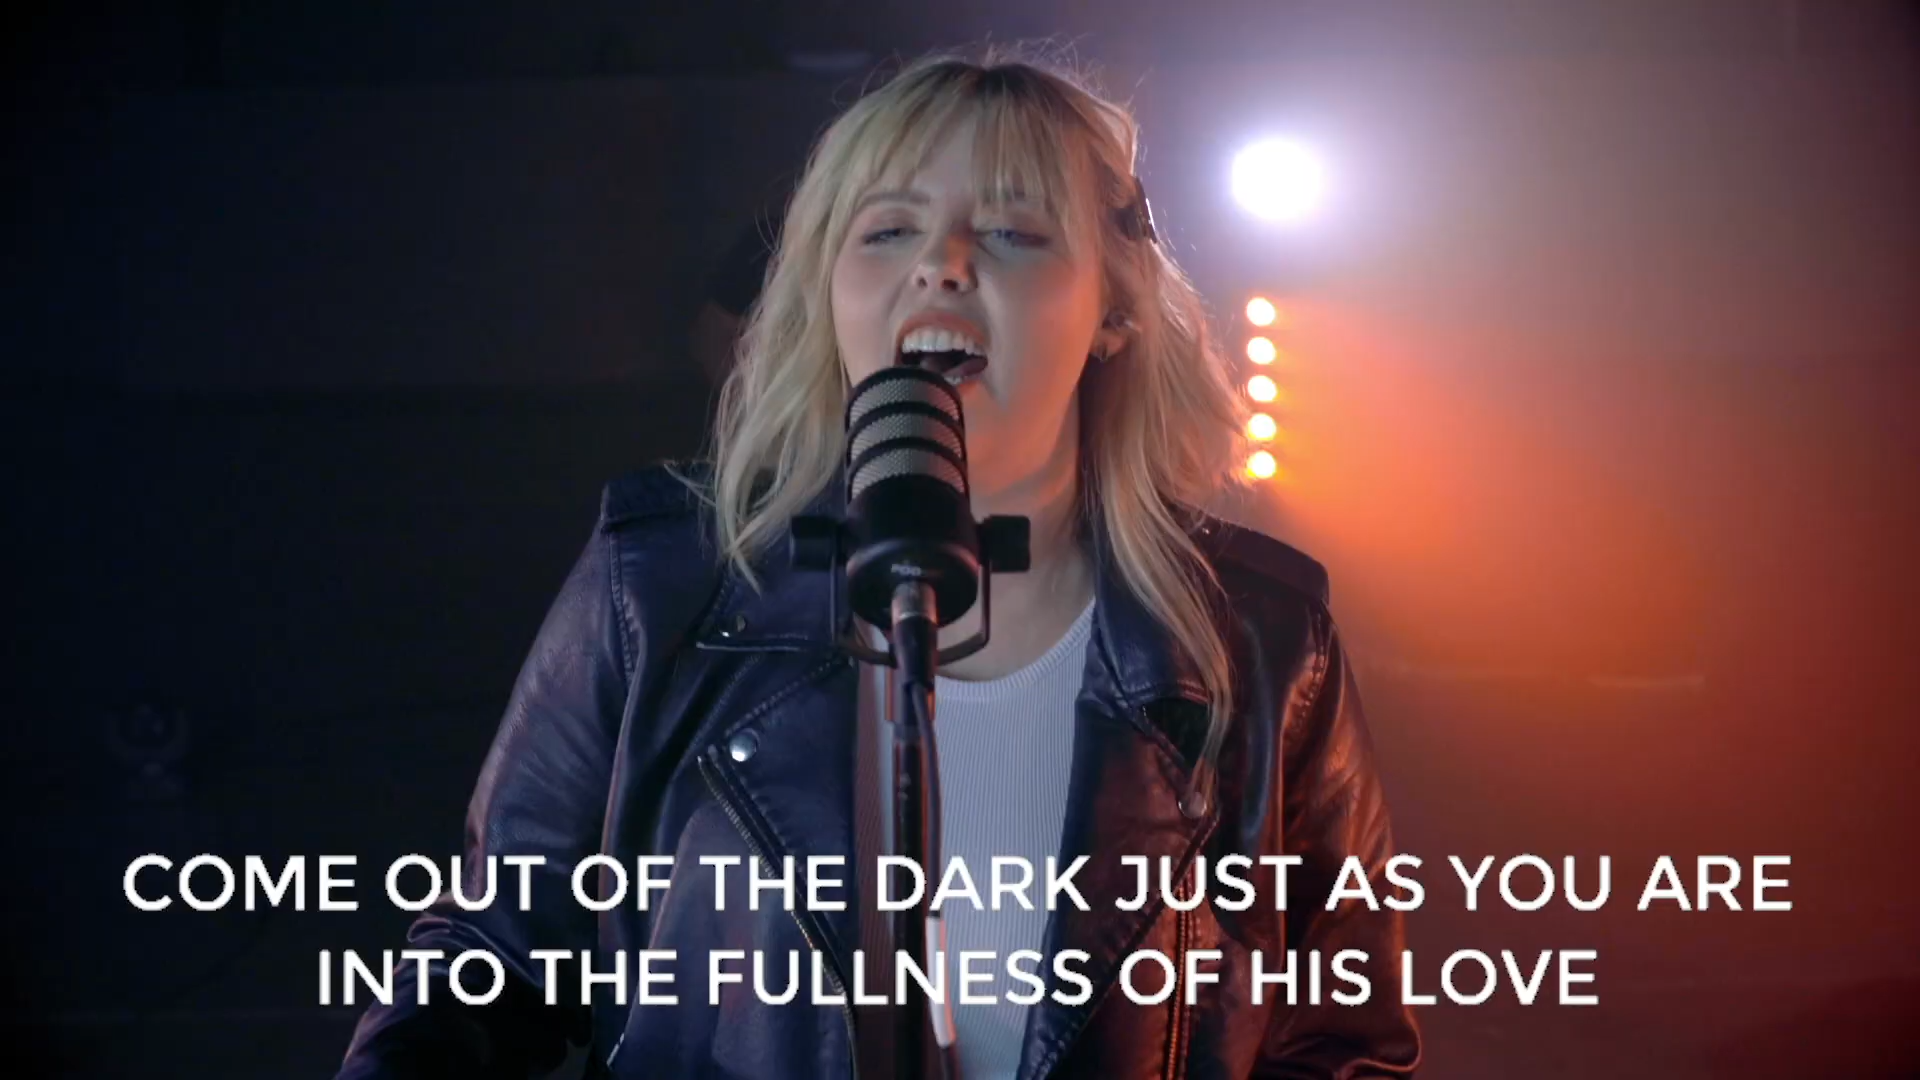 COME OUT OF THE DARK JUST AS YOU ARE
INTO THE FULLNESS OF HIS LOVE